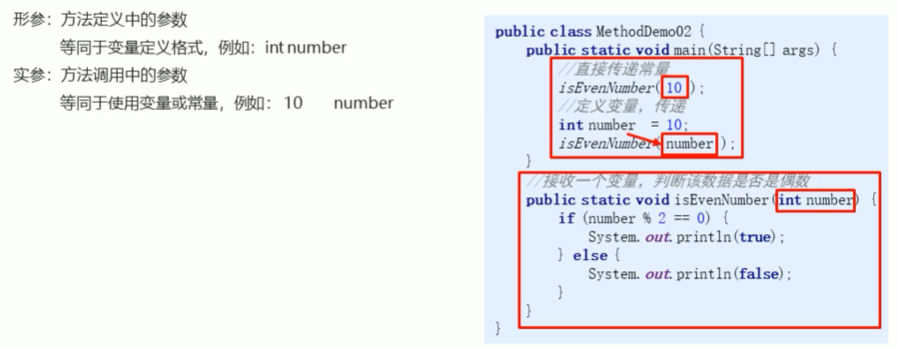 形参：方法定义中的参数
等同于变量定义格式，例如：int number
实参：方法调用中的参数
等同于使用变量或常量，例如： 10 number
public class MethodDemo02 {
public static void main(String[] args) {
//直接传递常量
isEvenNumber( 10 );
//定义变量，传递
int number = 10;
isEvenNumber( number );
}
//接收一个变量，判断该数据是否是偶数
public static void isEvenNumber(int number) {
if (number % 2 == 0) {
System.out.println(true);
} else {
System.out.println(false);
}
}
}